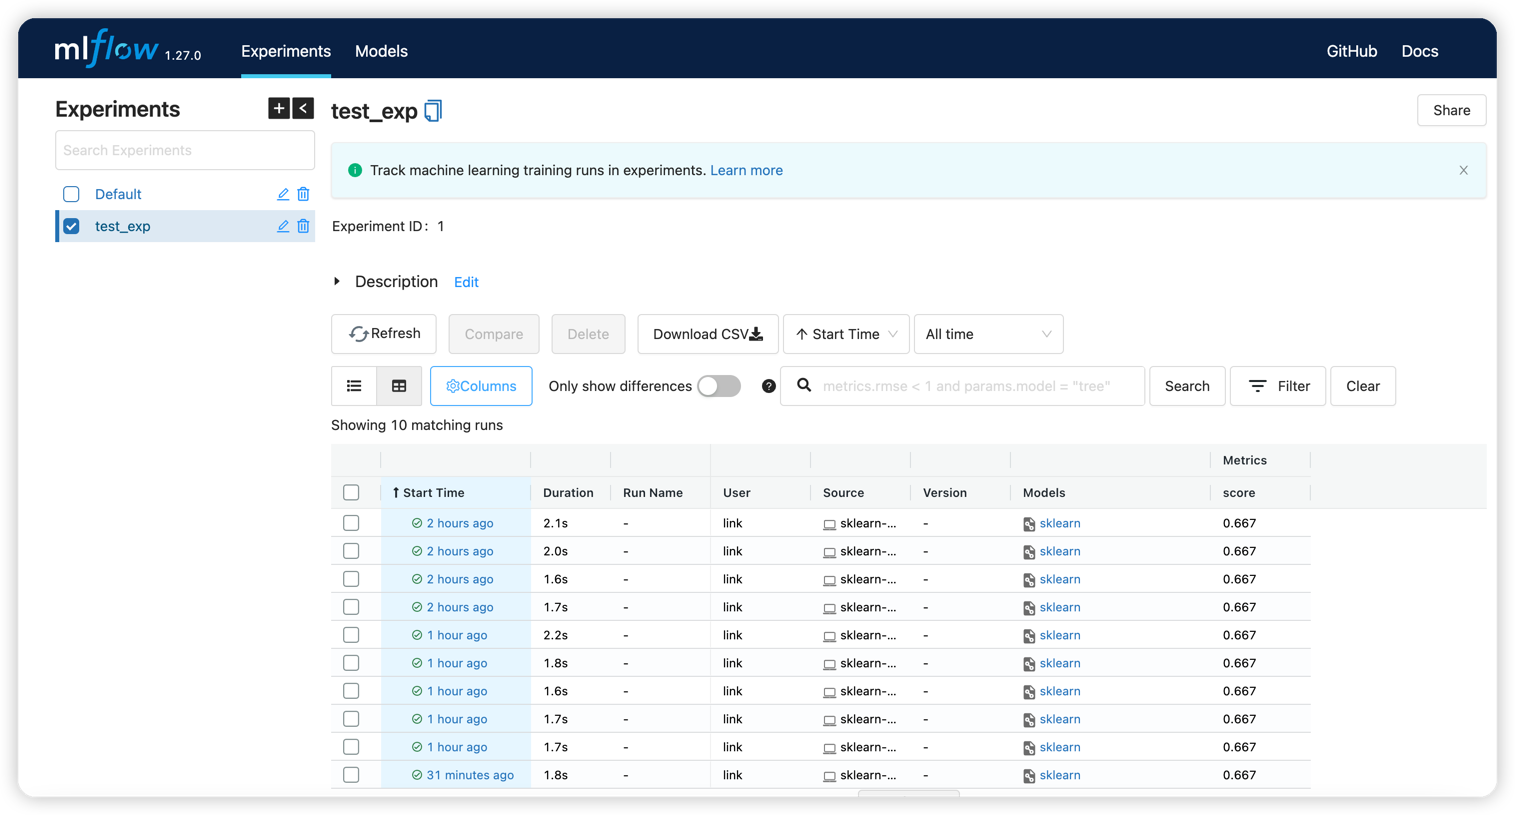 mlflow 1.27.0 Experiments Models GitHub Docs
Experiments
Search Experiments
Default
test_exp
test_exp
Share
Track machine learning training runs in experiments. Learn more
Experiment ID: 1
Description Edit
Refresh Compare Delete Download CSV Start Time All time
Columns Only show differences metrics.rmse < 1 and params.model = "tree" Search Filter Clear
Showing 10 matching runs
Metrics
Start Time Duration Run Name User Source Version Models score
2 hours ago 2.1s - link sklearn-... - sklearn 0.667
2 hours ago 2.0s - link sklearn-... - sklearn 0.667
2 hours ago 1.6s - link sklearn-... - sklearn 0.667
2 hours ago 1.7s - link sklearn-... - sklearn 0.667
1 hour ago 2.2s - link sklearn-... - sklearn 0.667
1 hour ago 1.8s - link sklearn-... - sklearn 0.667
1 hour ago 1.6s - link sklearn-... - sklearn 0.667
1 hour ago 1.7s - link sklearn-... - sklearn 0.667
1 hour ago 1.7s - link sklearn-... - sklearn 0.667
31 minutes ago 1.8s - link sklearn-... - sklearn 0.667